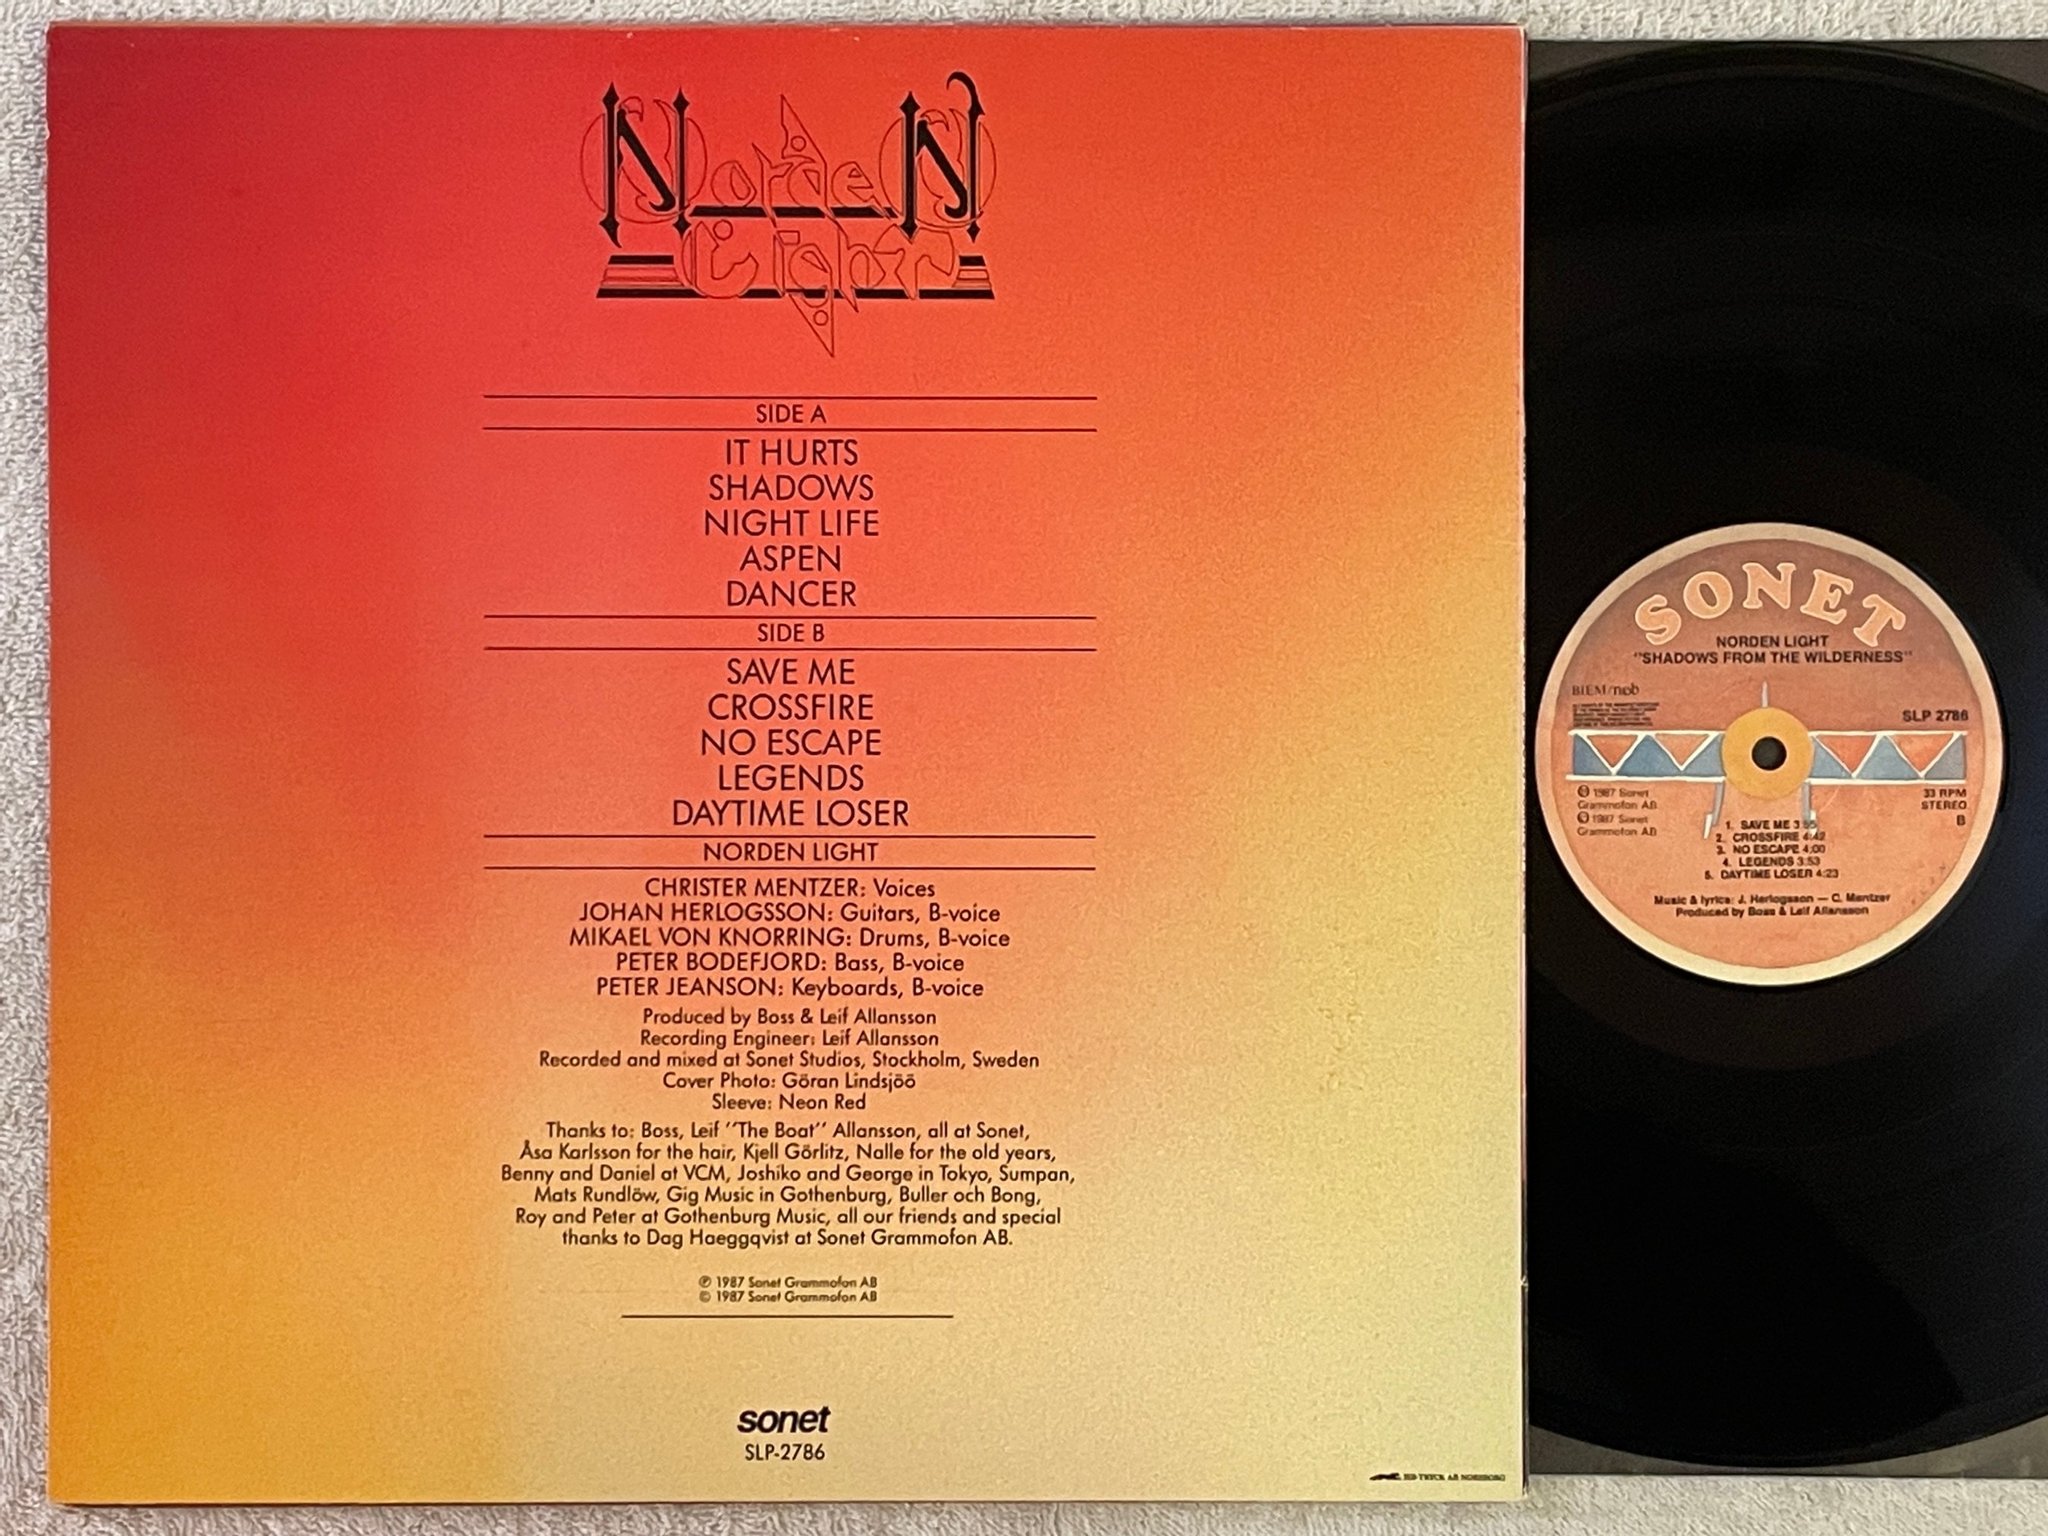 Norden
Light
SIDE A
IT HURTS
SHADOWS
NIGHT LIFE
ASPEN
DANCER
SIDE B
SAVE ME
CROSSFIRE
NO ESCAPE
LEGENDS
DAYTIME LOSER
NORDEN LIGHT
CHRISTER MENTZER: Voices
JOHAN HERLOGSSON: Guitars, B-voice
MIKAEL VON KNORRING: Drums, B-voice
PETER BODEFJORD: Bass, B-voice
PETER JEANSON: Keyboards, B-voice
Produced by Boss & Leif Allansson
Recording Engineer: Leif Allansson
Recorded and mixed at Sonet Studios, Stockholm, Sweden
Cover Photo: Göran Lindsjöö
Sleeve: Neon Red
Thanks to: Boss, Leif ''The Boat'' Allansson, all at Sonet,
Åsa Karlsson for the hair, Kjell Görlitz, Nalle for the old years,
Benny and Daniel at VCM, Joshiko and George in Tokyo, Sumpan,
Mats Rundlöw, Gig Music in Gothenburg, Buller och Bong,
Roy and Peter at Gothenburg Music, all our friends and special
thanks to Dag Haeggqvist at Sonet Grammofon AB.
℗ 1987 Sonet Grammofon AB
© 1987 Sonet Grammofon AB
sonet
SLP-2786
TRYCK AB NORSBORG
SONET
NORDEN LIGHT
"SHADOWS FROM THE WILDERNESS"
BIEM/ncb
SLP 2786
℗ 1987 Sonet
Grammofon AB
© 1987 Sonet
Grammofon AB
33 RPM
STEREO
B
1. SAVE ME
2. CROSSFIRE 4:42
3. NO ESCAPE 4:00
4. LEGENDS 3:53
5. DAYTIME LOSER 4:23
Music & lyrics: J. Herlogsson — C. Mentzer
Produced by Boss & Leif Allansson